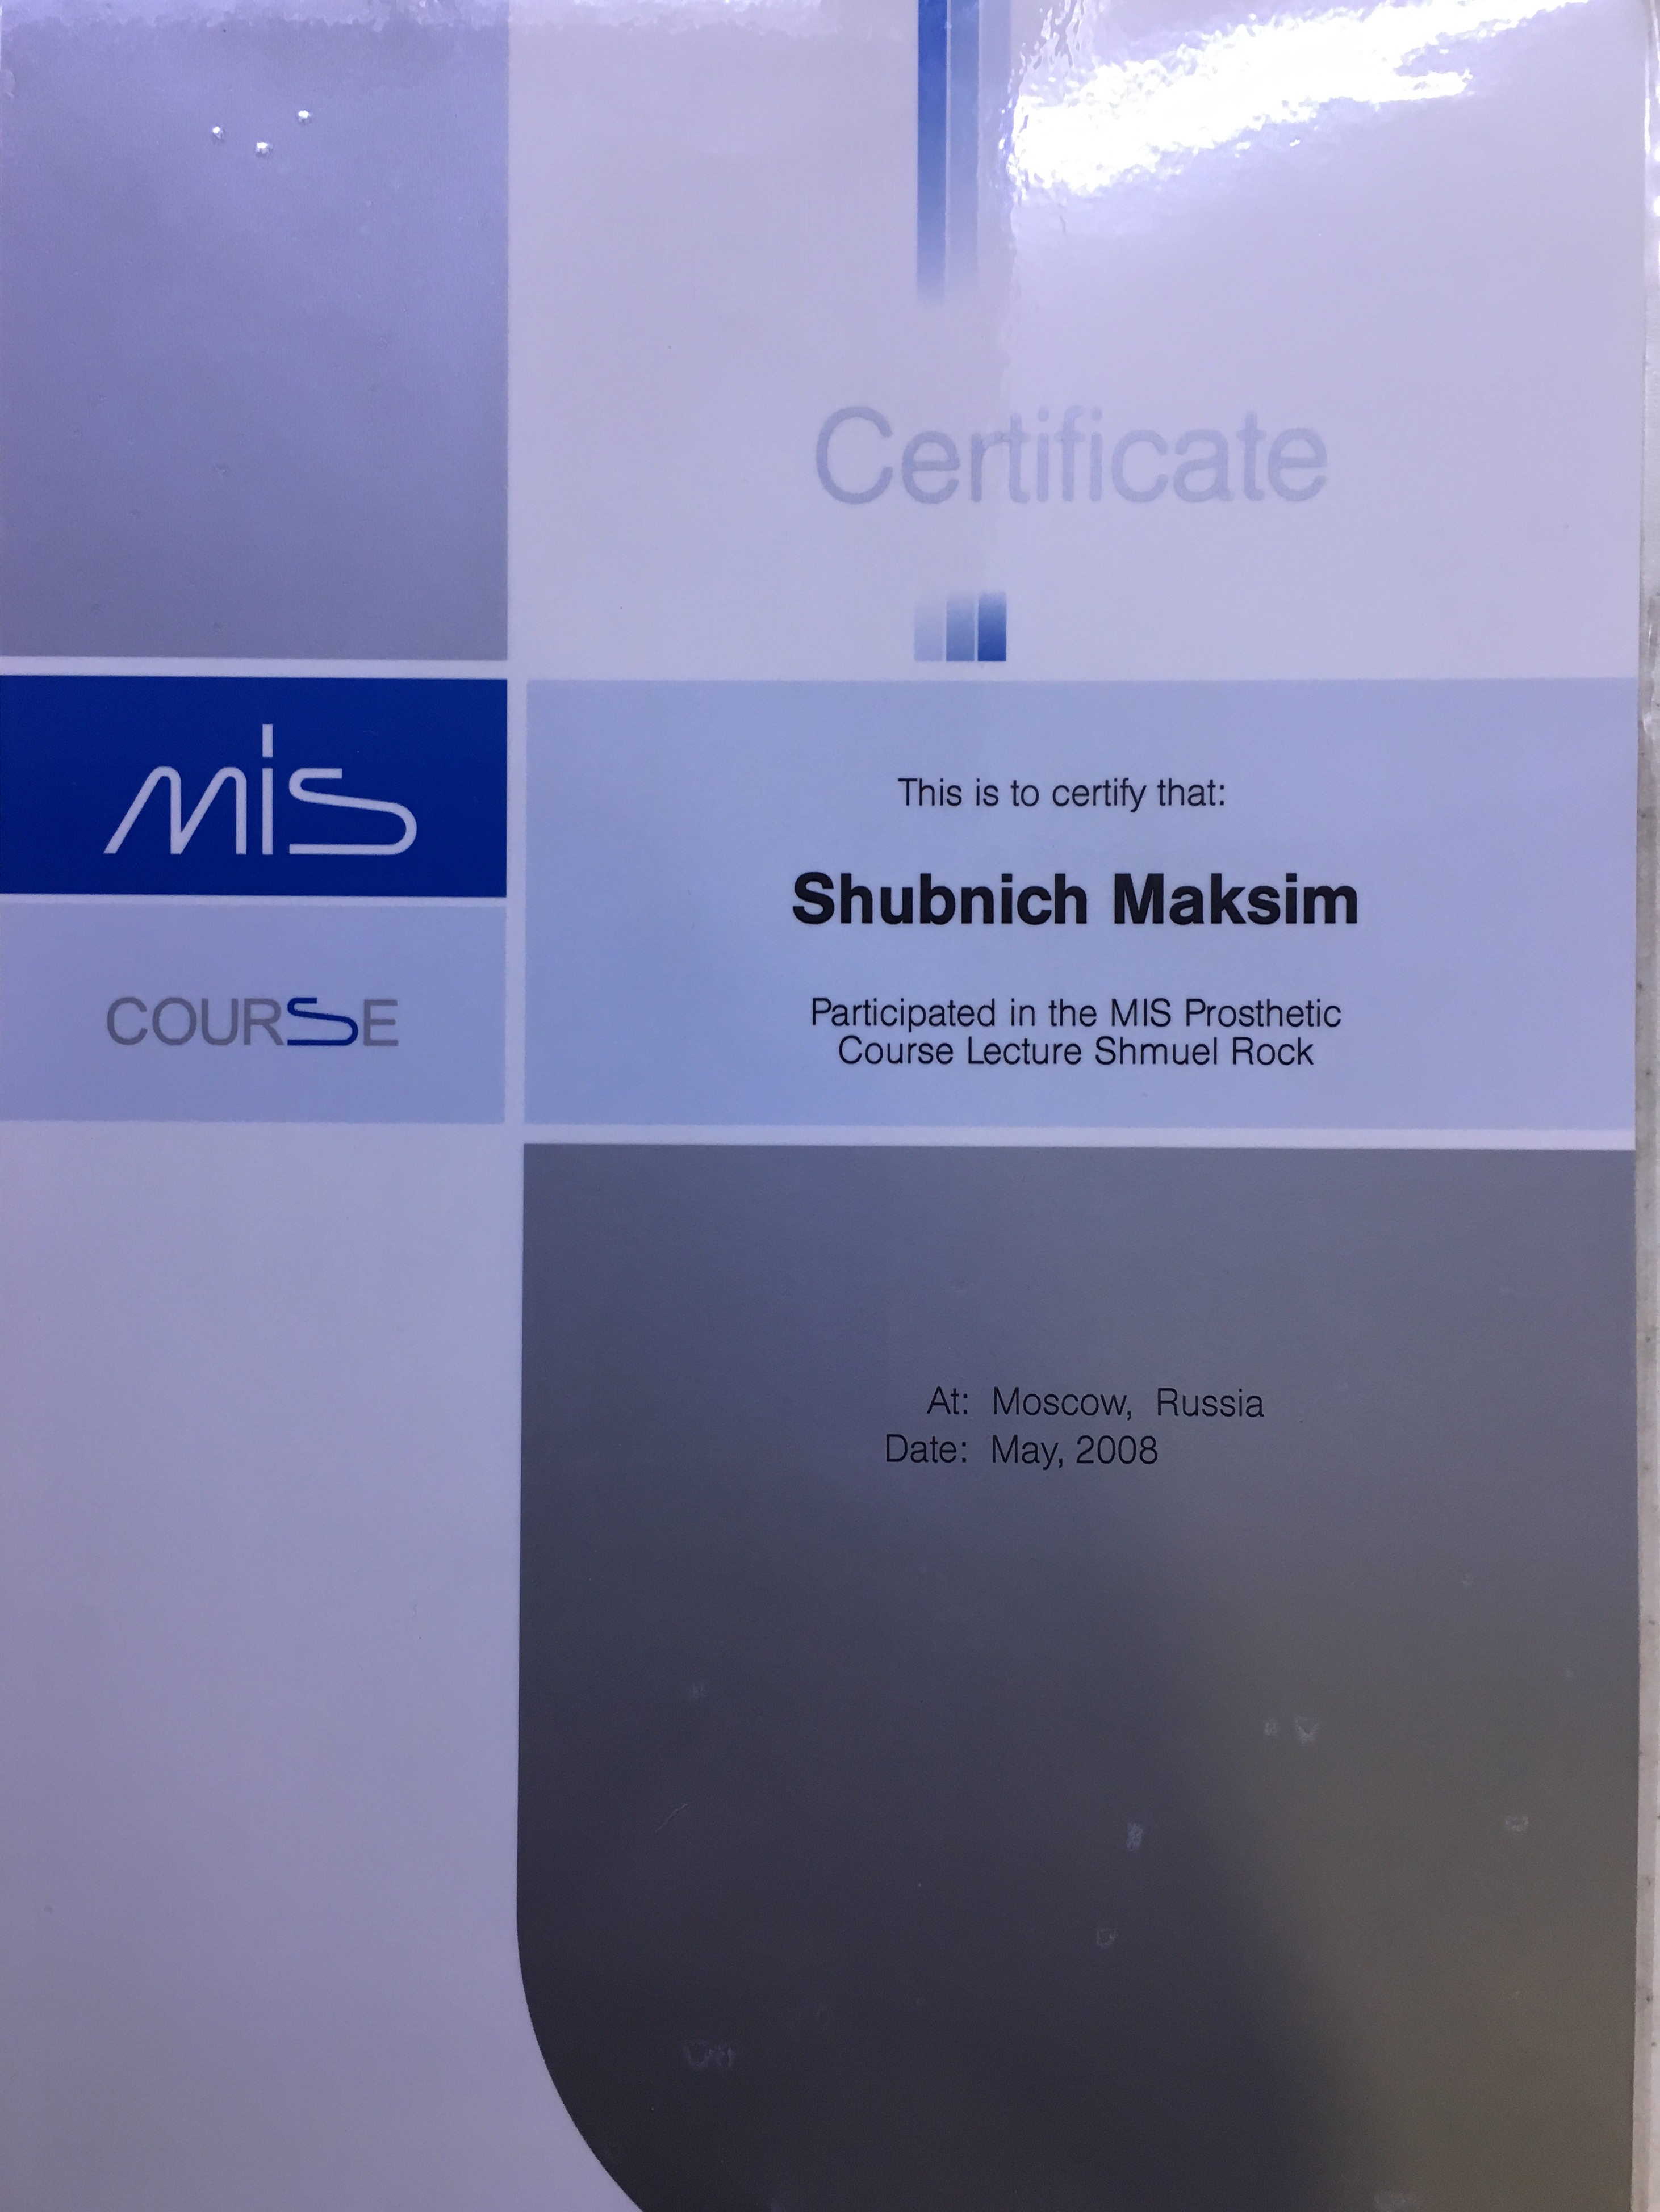 Certificate
mis
COURSE
This is to certify that:
Shubnich Maksim
Participated in the MIS Prosthetic
Course Lecture Shmuel Rock
At: Moscow, Russia
Date: May, 2008